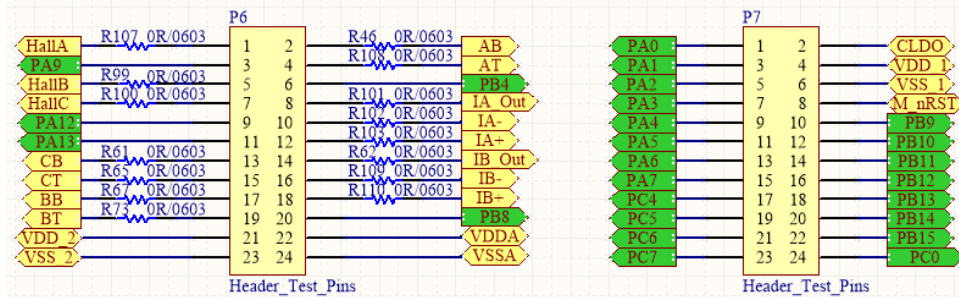 P6 P7
HallA R107 0R/0603 1 2 R46 0R/0603 AB PA0 1 2 CLDO
PA9 3 4 R108 0R/0603 AT PA1 3 4 VDD_1
HallB R99 0R/0603 5 6 PB4 PA2 5 6 VSS_1
HallC R100 0R/0603 7 8 R101 0R/0603 IA_Out PA3 7 8 M_nRST
PA12 9 10 R102 0R/0603 IA- PA4 9 10 PB9
PA13 11 12 R103 0R/0603 IA+ PA5 11 12 PB10
CB R61 0R/0603 13 14 R62 0R/0603 IB_Out PA6 13 14 PB11
CT R65 0R/0603 15 16 R109 0R/0603 IB- PA7 15 16 PB12
BB R67 0R/0603 17 18 R110 0R/0603 IB+ PC4 17 18 PB13
BT R73 0R/0603 19 20 PB8 PC5 19 20 PB14
VDD_2 21 22 VDDA PC6 21 22 PB15
VSS_2 23 24 VSSA PC7 23 24 PC0
Header_Test_Pins Header_Test_Pins